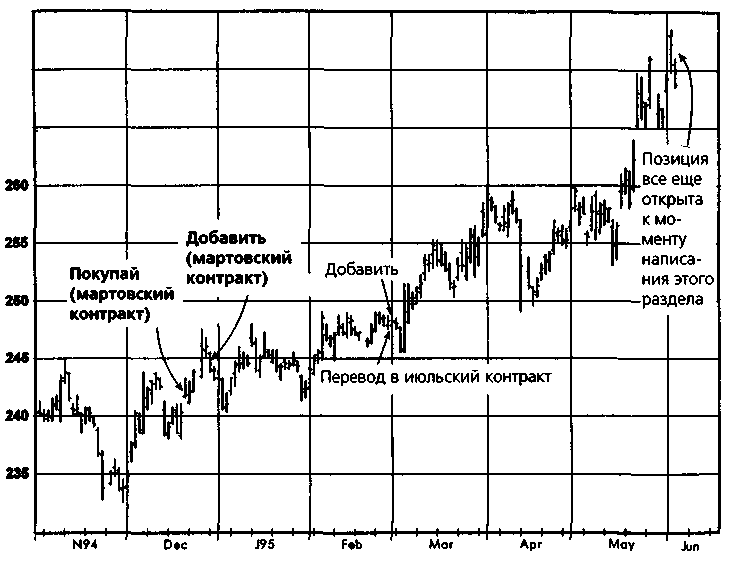 Позиция
все еще
открыта
к мо-
менту
написа-
ния этого
раздела
Добавить
(мартовский
контракт)
Покупай
(мартовский
контракт)
Добавить
Перевод в июльский контракт
260
255
250
245
240
235
N94 Dec J95 Feb Mar Apr May Jun